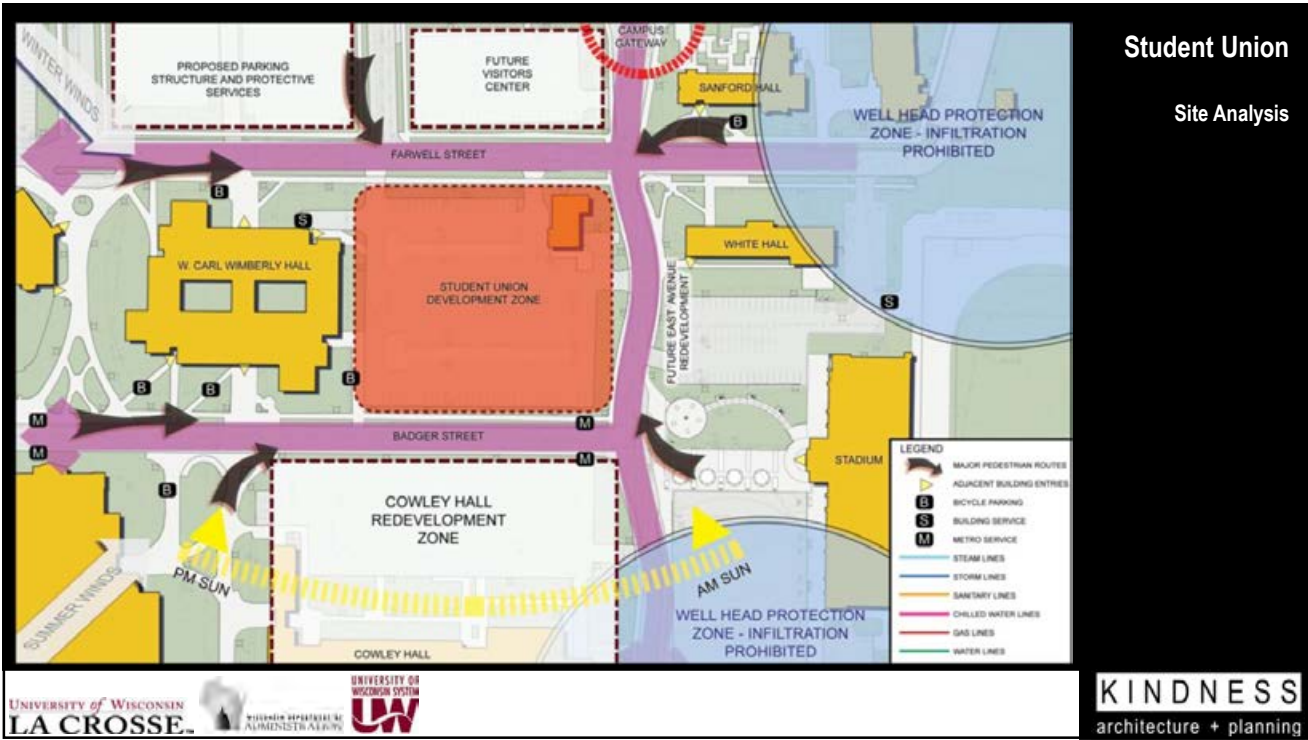 Student Union
Site Analysis
WINTER WINDS
PROPOSED PARKING
STRUCTURE AND PROTECTIVE
SERVICES
FUTURE
VISITORS
CENTER
CAMPUS
GATEWAY
SANFORD HALL
B
WELL HEAD PROTECTION
ZONE - INFILTRATION
PROHIBITED
FARWELL STREET
B
S
W. CARL WIMBERLY HALL
STUDENT UNION
DEVELOPMENT ZONE
WHITE HALL
FUTURE EAST AVENUE
REDEVELOPMENT
S
B
B
B
M
M
BADGER STREET
M
M
B
STADIUM
COWLEY HALL
REDEVELOPMENT
ZONE
PM SUN
AM SUN
SUMMER WINDS
WELL HEAD PROTECTION
ZONE - INFILTRATION
PROHIBITED
COWLEY HALL
LEGEND
MAJOR PEDESTRIAN ROUTES
ADJACENT BUILDING ENTRIES
B BICYCLE PARKING
S BUILDING SERVICE
M METRO SERVICE
STEAM LINES
STORM LINES
SANITARY LINES
CHILLED WATER LINES
GAS LINES
WATER LINES
UNIVERSITY of WISCONSIN
LA CROSSE
WISCONSIN DEPARTMENT OF
ADMINISTRATION
UNIVERSITY OF
WISCONSIN SYSTEM
UW
KINDNESS
architecture + planning